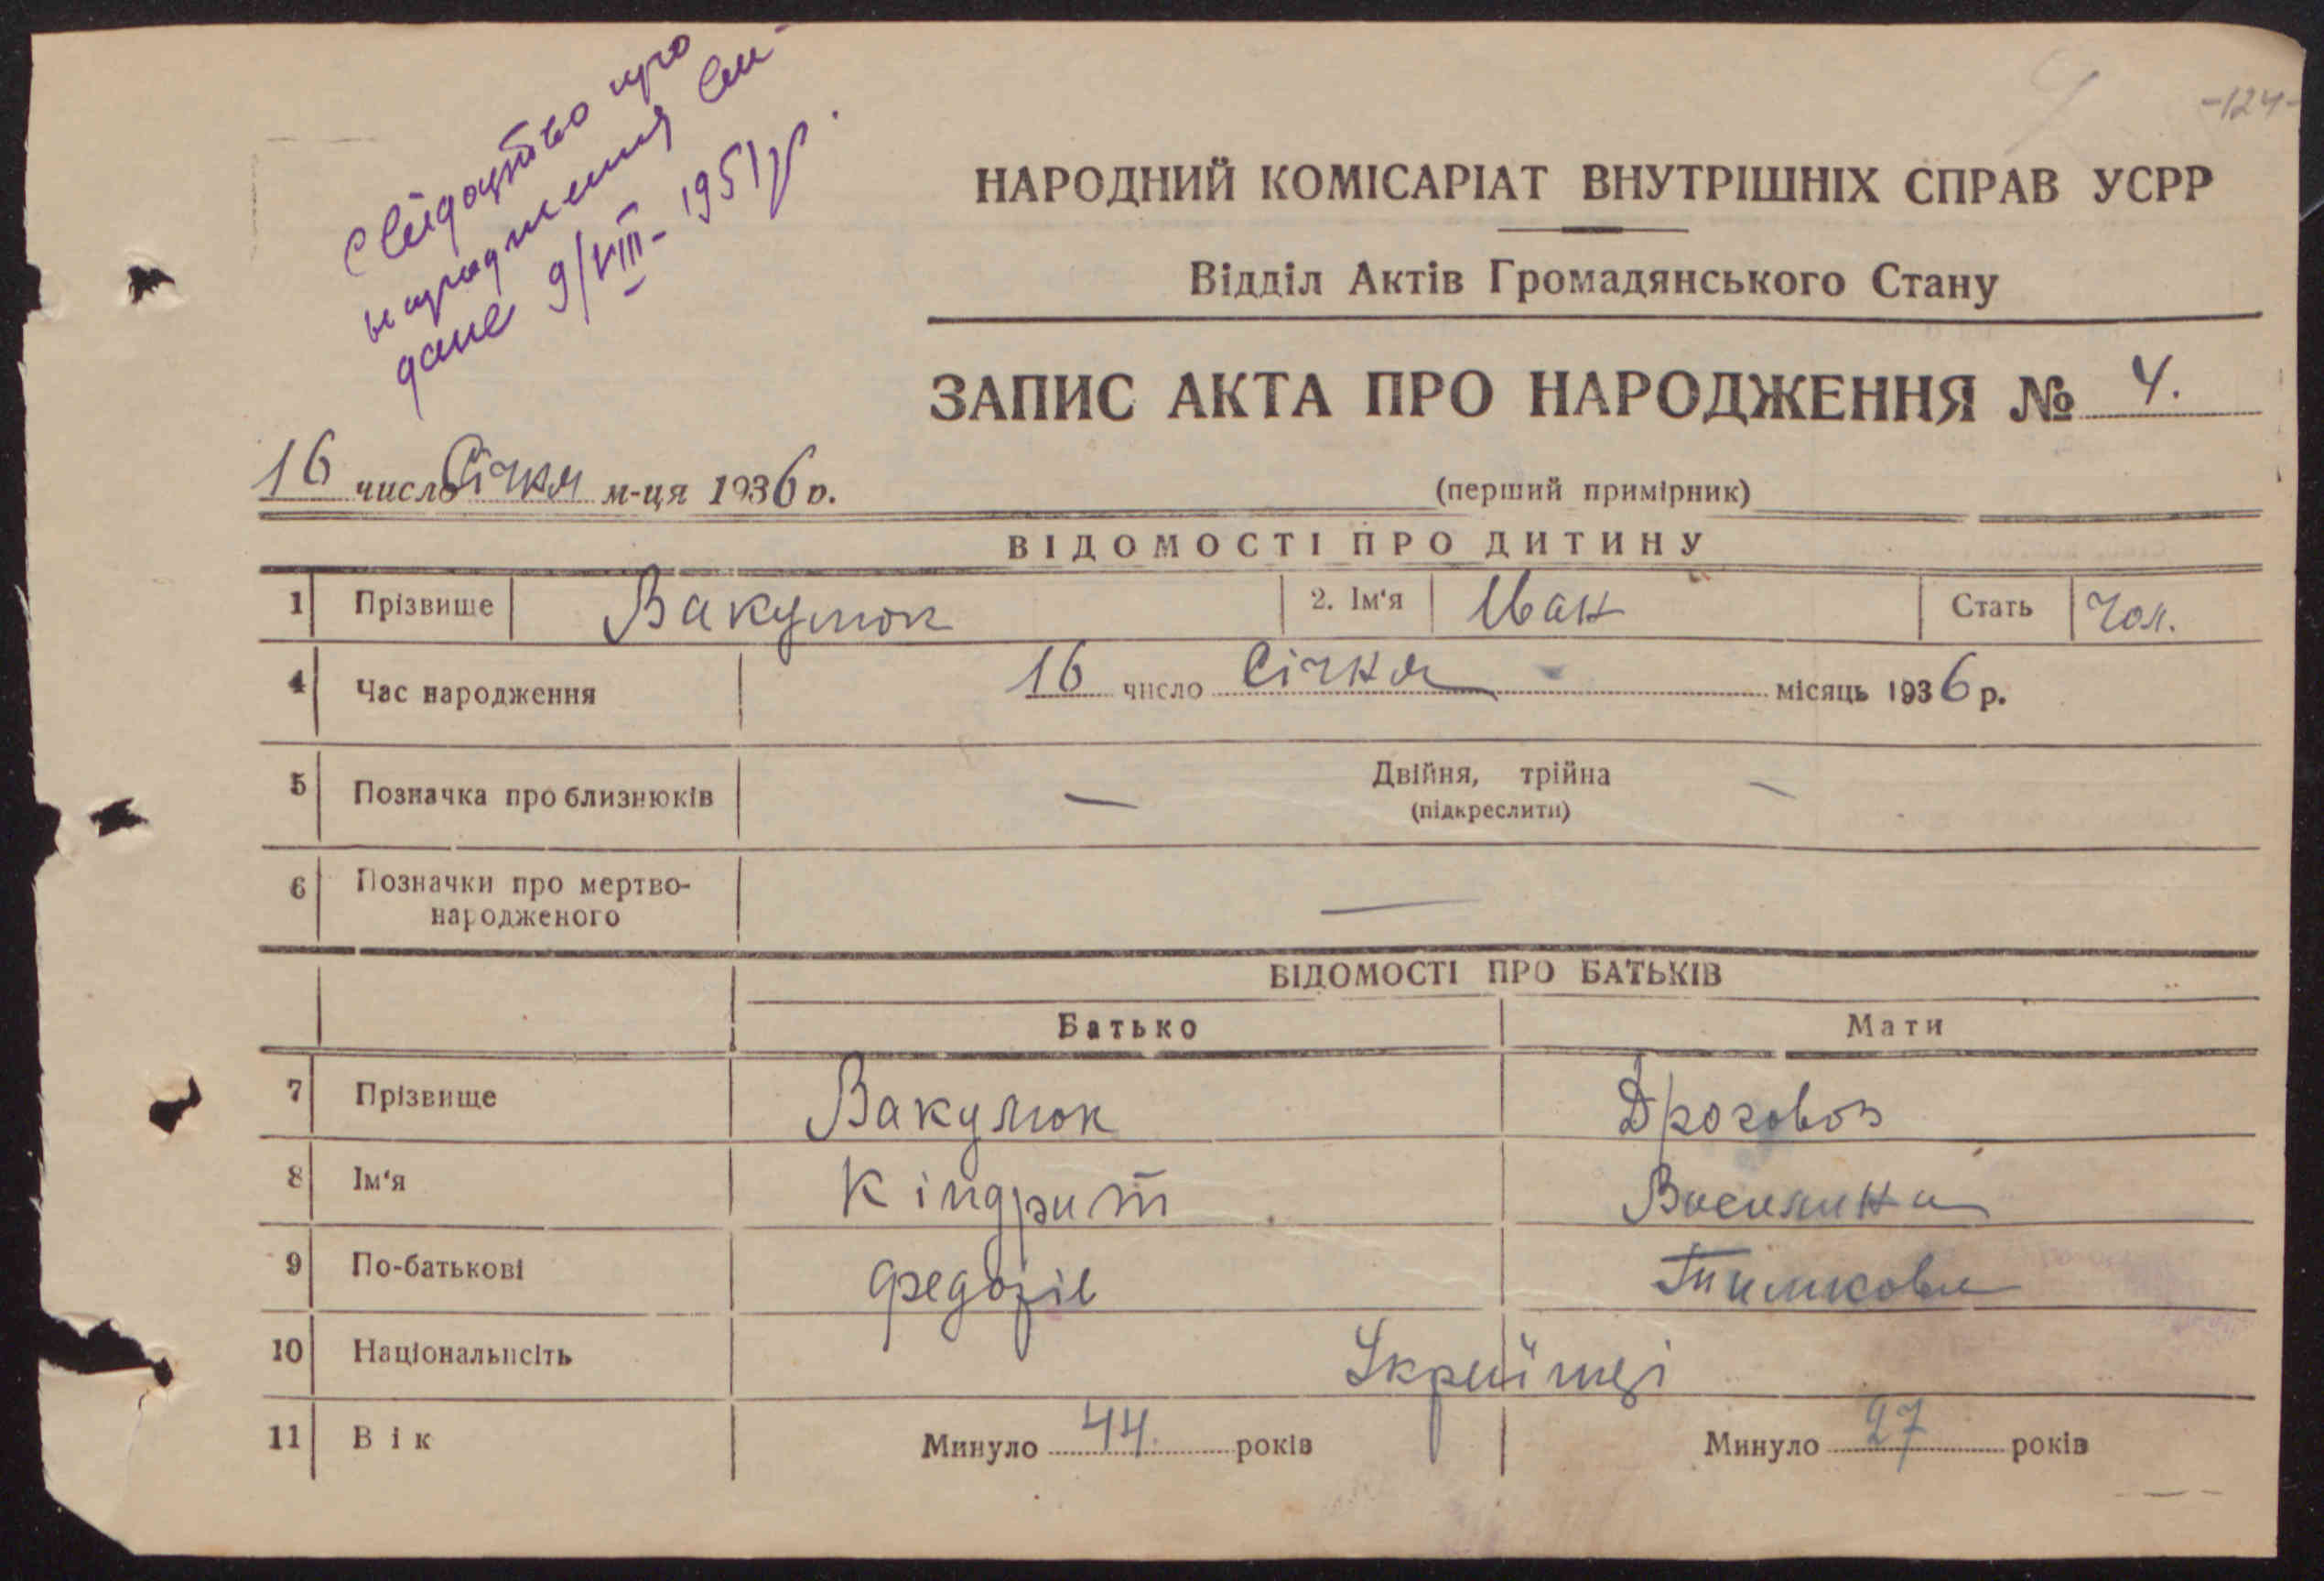 -124-
Свідоцтво про
народження
дане 9/VIII-1951 р.
НАРОДНИЙ КОМІСАРІАТ ВНУТРІШНІХ СПРАВ УСРР
Відділ Актів Громадянського Стану
ЗАПИС АКТА ПРО НАРОДЖЕННЯ № 4.
16 число Січня м-ця 1936 р.
(перший примірник)
ВІДОМОСТІ ПРО ДИТИНУ
1 Прізвище Вакулюк 2. Ім'я Іван Стать Чол.
4 Час народження 16 число Січня місяць 1936 р.
5 Позначка про близнюків — Двійня, трійна —
(підкреслити)
6 Позначки про мертво-
народженого —
ВІДОМОСТІ ПРО БАТЬКІВ
Батько Мати
7 Прізвище Вакулюк Дроговоз
8 Ім'я Кіндрат Василина
9 По-батькові Федорів Тимкова
10 Національнсіть Українці
11 Вік Минуло 44. років Минуло 27 років